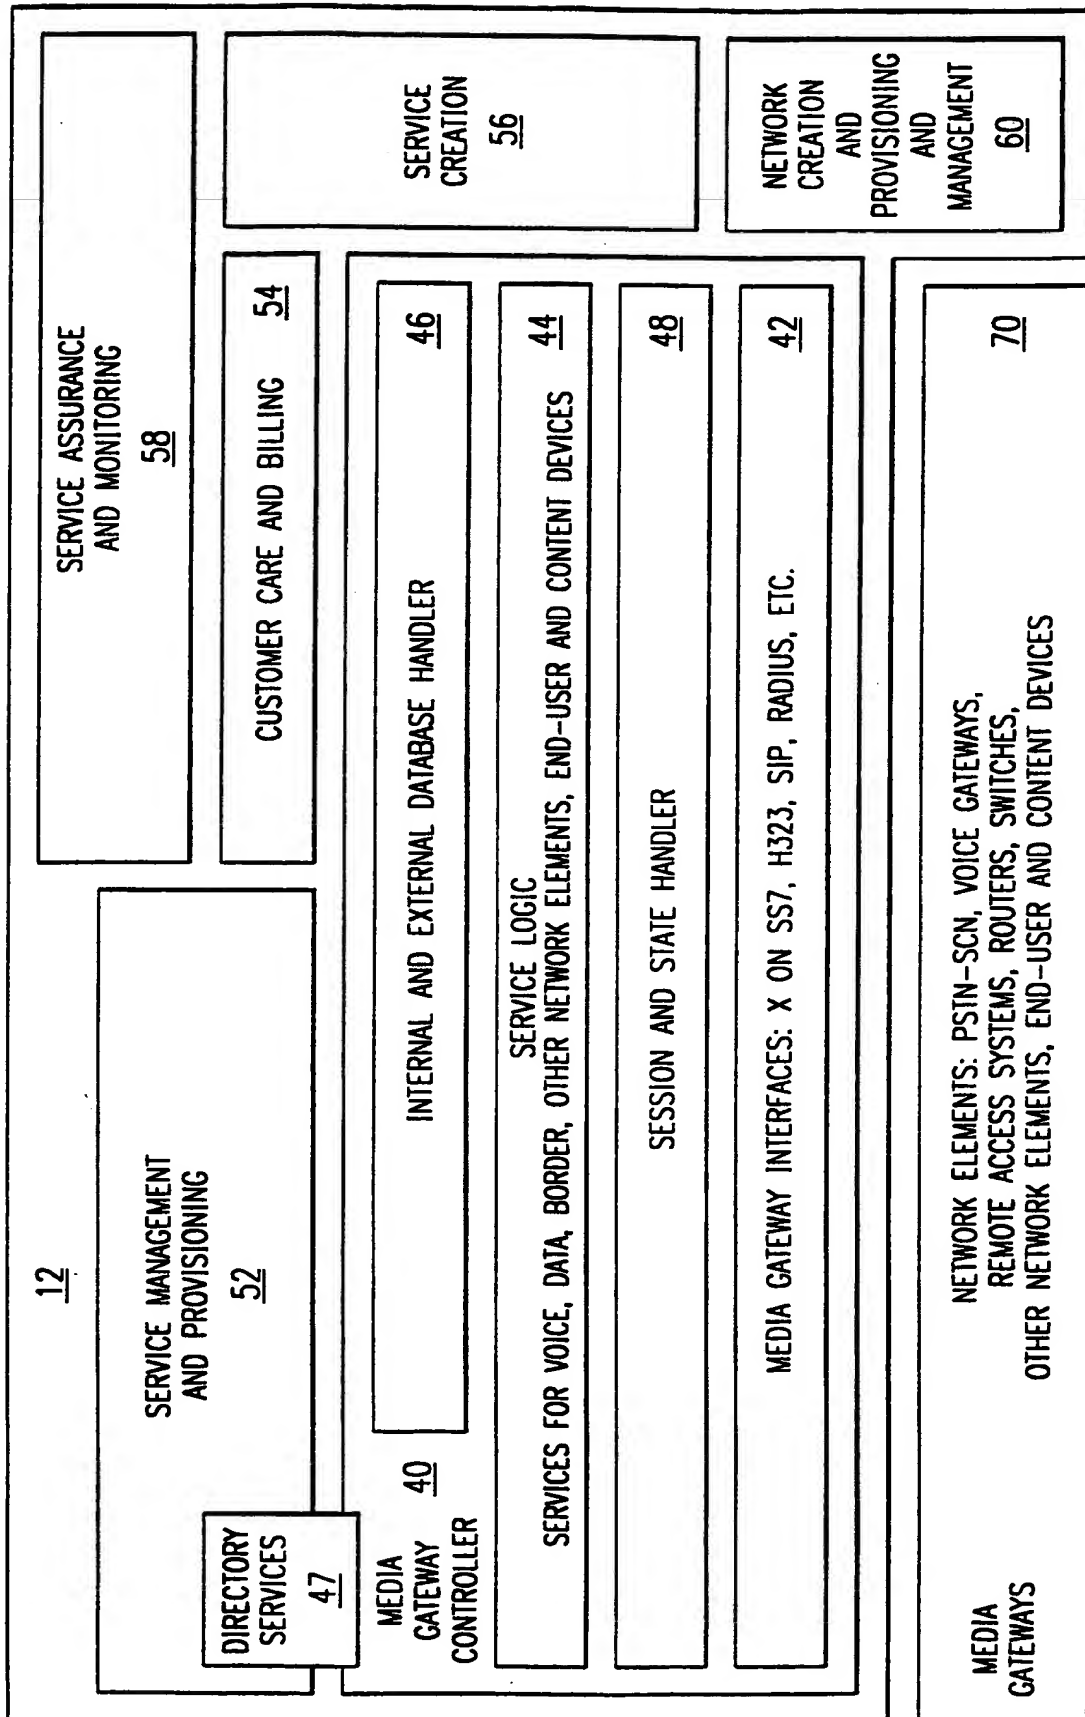 12
SERVICE MANAGEMENT
AND PROVISIONING
52
SERVICE ASSURANCE
AND MONITORING
58
DIRECTORY
SERVICES
47
CUSTOMER CARE AND BILLING 54
SERVICE
CREATION
56
MEDIA
GATEWAY
CONTROLLER
40
INTERNAL AND EXTERNAL DATABASE HANDLER 46
SERVICE LOGIC
SERVICES FOR VOICE, DATA, BORDER, OTHER NETWORK ELEMENTS, END-USER AND CONTENT DEVICES 44
SESSION AND STATE HANDLER 48
MEDIA GATEWAY INTERFACES: X ON SS7, H323, SIP, RADIUS, ETC. 42
NETWORK
CREATION
AND
PROVISIONING
AND
MANAGEMENT
60
MEDIA
GATEWAYS
NETWORK ELEMENTS: PSTN-SCN, VOICE GATEWAYS,
REMOTE ACCESS SYSTEMS, ROUTERS, SWITCHES,
OTHER NETWORK ELEMENTS, END-USER AND CONTENT DEVICES
70